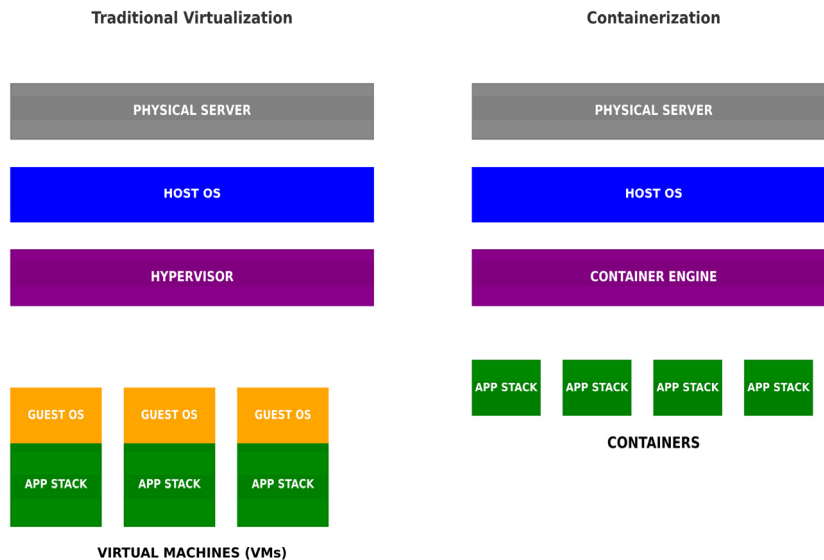 Traditional Virtualization
PHYSICAL SERVER
HOST OS
HYPERVISOR
GUEST OS GUEST OS GUEST OS
APP STACK APP STACK APP STACK
VIRTUAL MACHINES (VMs)
Containerization
PHYSICAL SERVER
HOST OS
CONTAINER ENGINE
APP STACK APP STACK APP STACK APP STACK
CONTAINERS